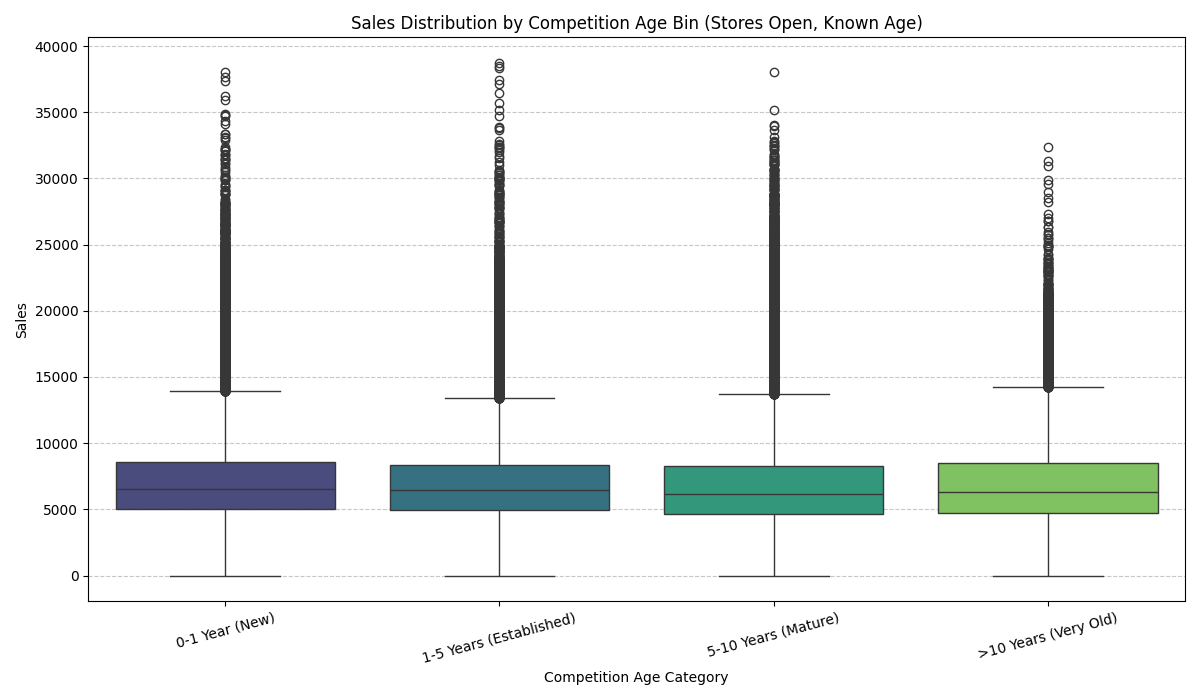 Sales Distribution by Competition Age Bin (Stores Open, Known Age)
40000
35000
30000
25000
20000
15000
10000
5000
0
Sales
0-1 Year (New)
1-5 Years (Established)
5-10 Years (Mature)
>10 Years (Very Old)
Competition Age Category